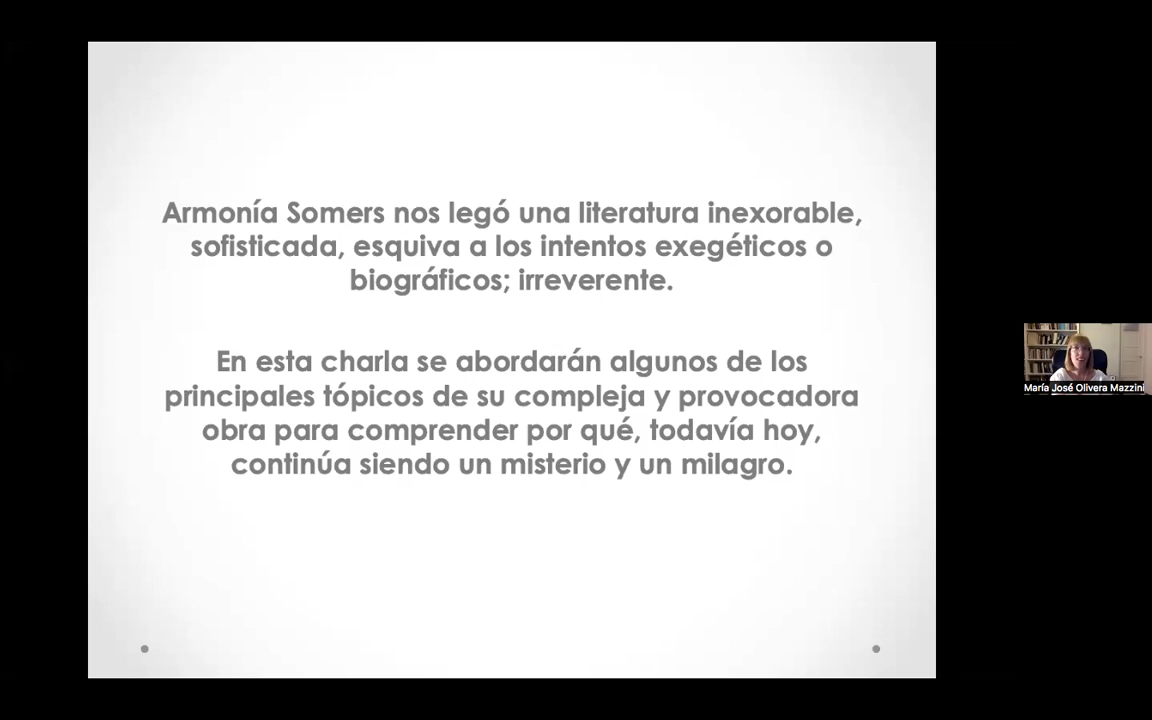 Armonía Somers nos legó una literatura inexorable,
sofisticada, esquiva a los intentos exegéticos o
biográficos; irreverente.
En esta charla se abordarán algunos de los
principales tópicos de su compleja y provocadora
obra para comprender por qué, todavía hoy,
continúa siendo un misterio y un milagro.
María José Olivera Mazzini